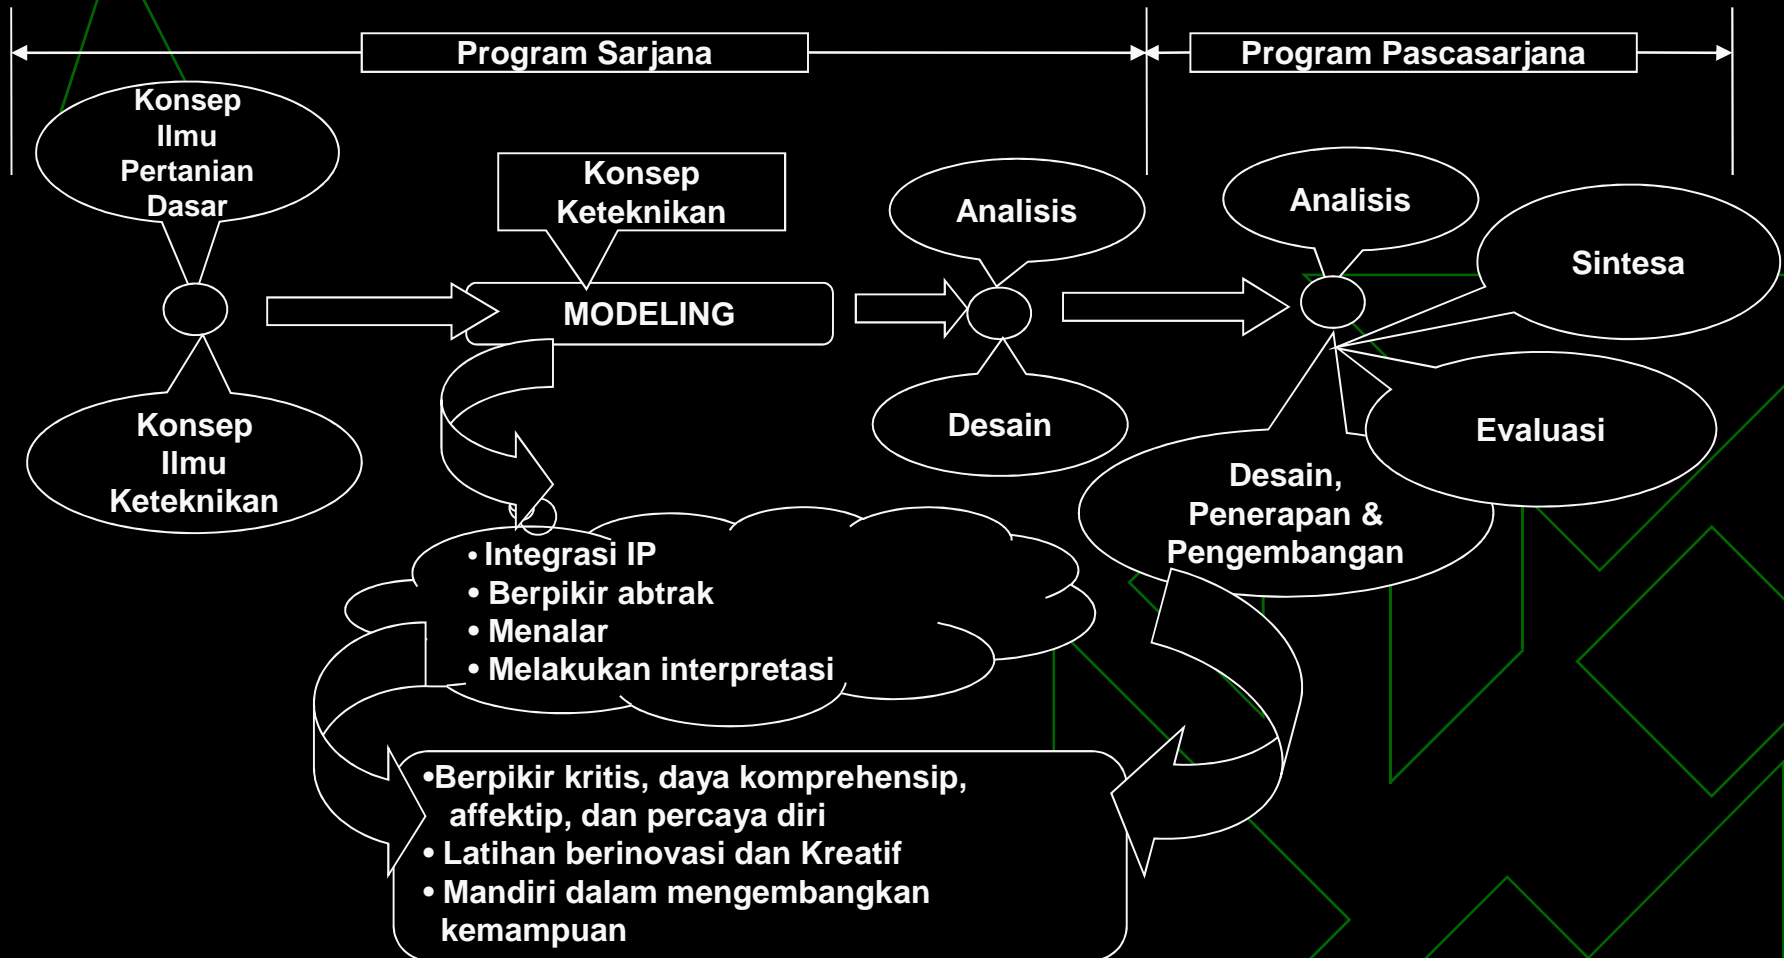 Program Sarjana
Program Pascasarjana
Konsep
Ilmu
Pertanian
Dasar
Konsep
Keteknikan
Analisis
Analisis
Sintesa
MODELING
Konsep
Ilmu
Keteknikan
Desain
Evaluasi
Desain,
Penerapan &
Pengembangan
• Integrasi IP
• Berpikir abtrak
• Menalar
• Melakukan interpretasi
•Berpikir kritis, daya komprehensip,
affektip, dan percaya diri
• Latihan berinovasi dan Kreatif
• Mandiri dalam mengembangkan
kemampuan